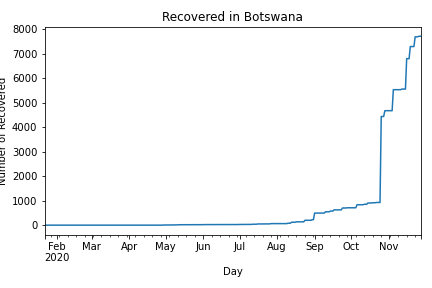 Recovered in Botswana
8000
7000
6000
5000
4000
3000
2000
1000
0
Number of Recovered
Feb Mar Apr May Jun Jul Aug Sep Oct Nov
2020
Day